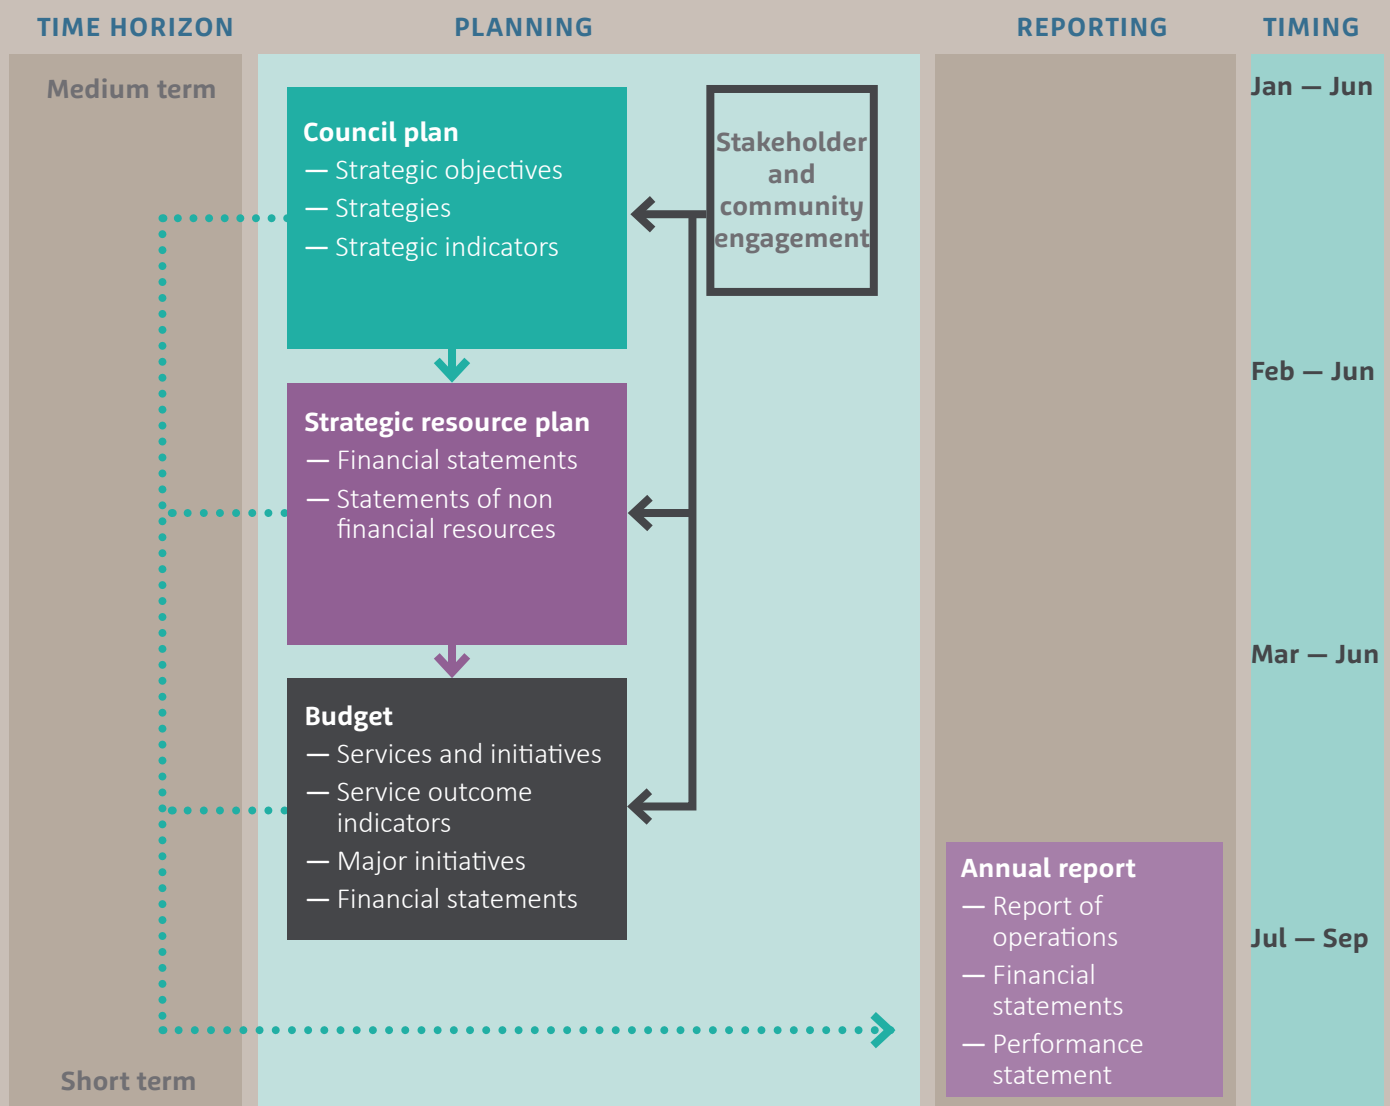 TIME HORIZON
PLANNING
REPORTING
TIMING
Medium term
Short term
Council plan
— Strategic objectives
— Strategies
— Strategic indicators
Stakeholder
and
community
engagement
Strategic resource plan
— Financial statements
— Statements of non
financial resources
Budget
— Services and initiatives
— Service outcome
indicators
— Major initiatives
— Financial statements
Annual report
— Report of
operations
— Financial
statements
— Performance
statement
Jan — Jun
Feb — Jun
Mar — Jun
Jul — Sep